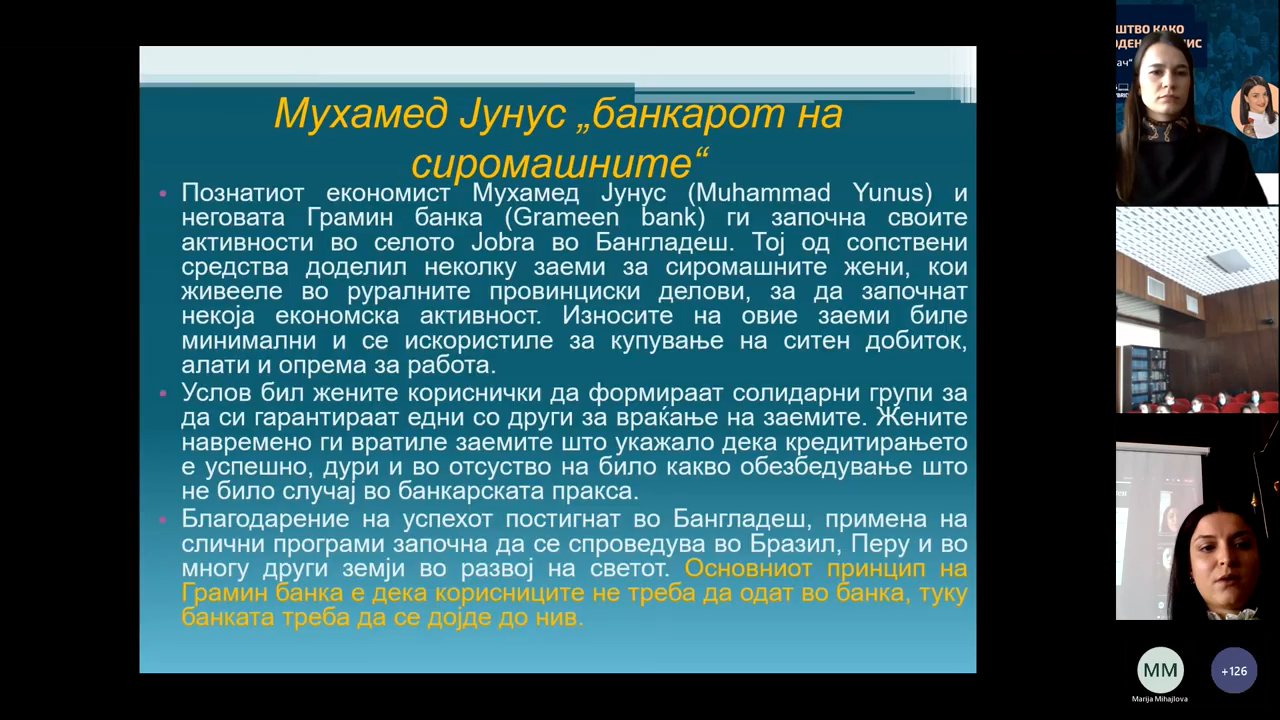 Мухамед Јунус „банкарот на
сиромашните“
Познатиот економист Мухамед Јунус (Muhammad Yunus) и
неговата Грамин банка (Grameen bank) ги започна своите
активности во селото Jobra во Бангладеш. Тој од сопствени
средства доделил неколку заеми за сиромашните жени, кои
живееле во руралните провинциски делови, за да започнат
некоја економска активност. Износите на овие заеми биле
минимални и се искористиле за купување на ситен добиток,
алати и опрема за работа.
Услов бил жените кориснички да формираат солидарни групи за
да си гарантираат едни со други за враќање на заемите. Жените
навремено ги вратиле заемите што укажало дека кредитирањето
е успешно, дури и во отсуство на било какво обезбедување што
не било случај во банкарската пракса.
Благодарение на успехот постигнат во Бангладеш, примена на
слични програми започна да се спроведува во Бразил, Перу и во
многу други земји во развој на светот. Основниот принцип на
Грамин банка е дека корисниците не треба да одат во банка, туку
банката треба да се дојде до нив.
ШТВО КАКО
MM
+126
Marija Mihajlova